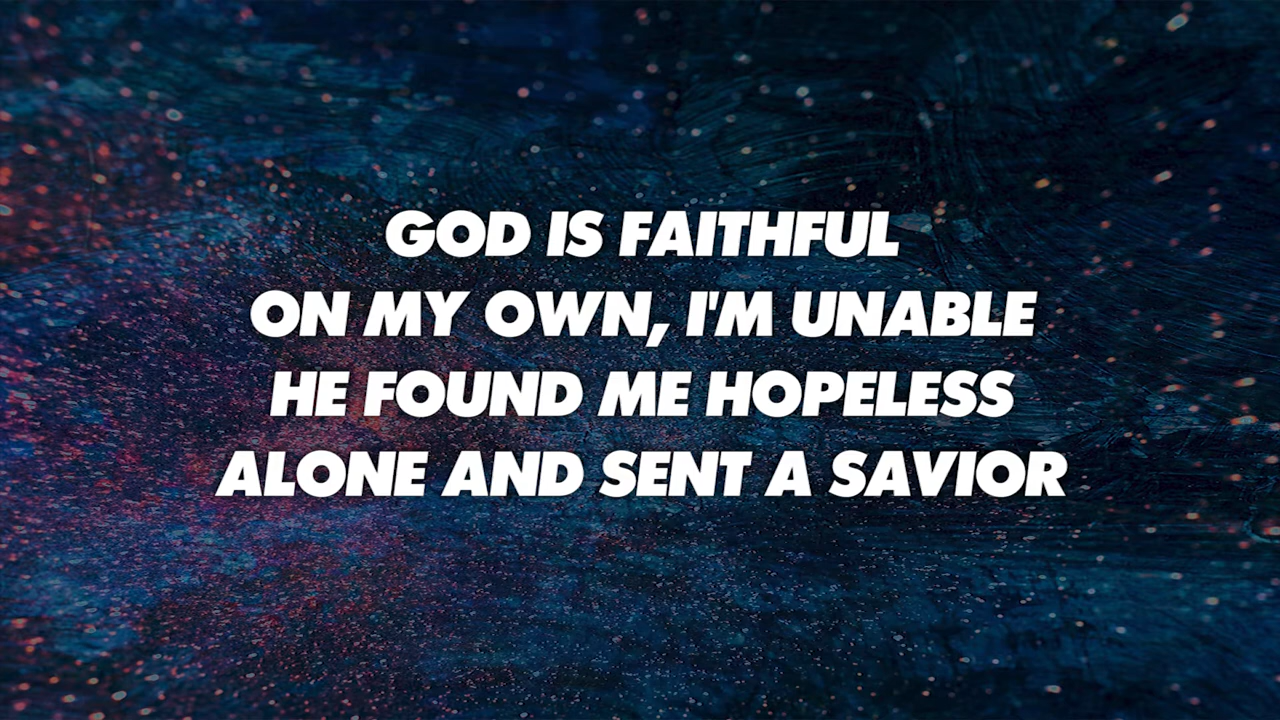 GOD IS FAITHFUL
ON MY OWN, I'M UNABLE
HE FOUND ME HOPELESS
ALONE AND SENT A SAVIOR